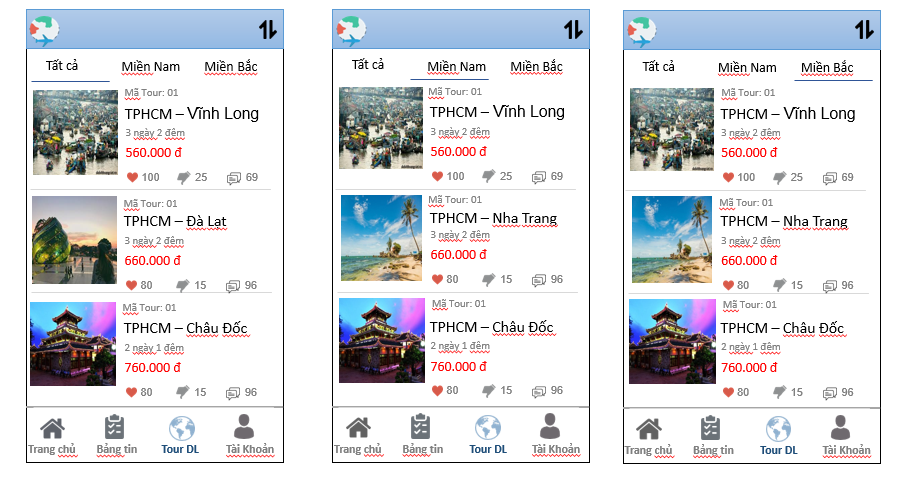 Tất cả
Miền Nam
Miền Bắc
Mã Tour: 01
TPHCM – Vĩnh Long
3 ngày 2 đêm
560.000 đ
100
25
69
Mã Tour: 01
TPHCM – Đà Lạt
3 ngày 2 đêm
660.000 đ
80
15
96
Mã Tour: 01
TPHCM – Châu Đốc
2 ngày 1 đêm
760.000 đ
80
15
96
Trang chủ
Bảng tin
Tour DL
Tài Khoản
Tất cả
Miền Nam
Miền Bắc
Mã Tour: 01
TPHCM – Vĩnh Long
3 ngày 2 đêm
560.000 đ
100
25
69
Mã Tour: 01
TPHCM – Nha Trang
3 ngày 2 đêm
660.000 đ
80
15
96
Mã Tour: 01
TPHCM – Châu Đốc
2 ngày 1 đêm
760.000 đ
80
15
96
Trang chủ
Bảng tin
Tour DL
Tài Khoản
Tất cả
Miền Nam
Miền Bắc
Mã Tour: 01
TPHCM – Vĩnh Long
3 ngày 2 đêm
560.000 đ
100
25
69
Mã Tour: 01
TPHCM – Nha Trang
3 ngày 2 đêm
660.000 đ
80
15
96
Mã Tour: 01
TPHCM – Châu Đốc
2 ngày 1 đêm
760.000 đ
80
15
96
Trang chủ
Bảng tin
Tour DL
Tài Khoản